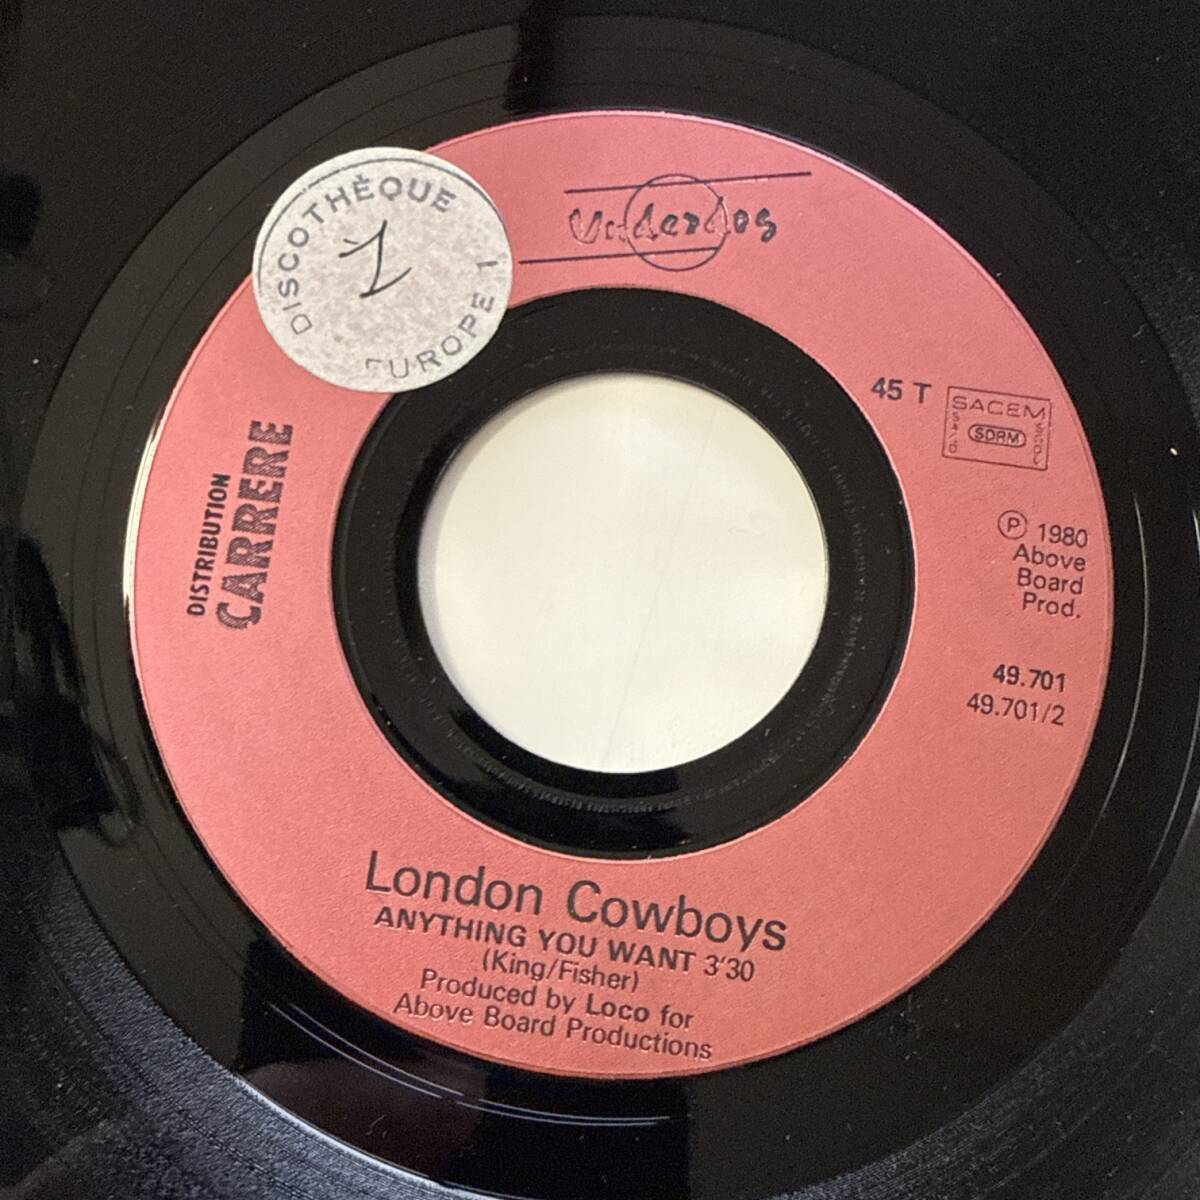 Underdog
DISCOTHÈQUE
1
EUROPE 1
45 T
SACEM
SDRM
DISTRIBUTION
CARRERE
Ⓟ 1980
Above
Board
Prod.
49.701
49.701/2
London Cowboys
ANYTHING YOU WANT 3'30
(King/Fisher)
Produced by Loco for
Above Board Productions